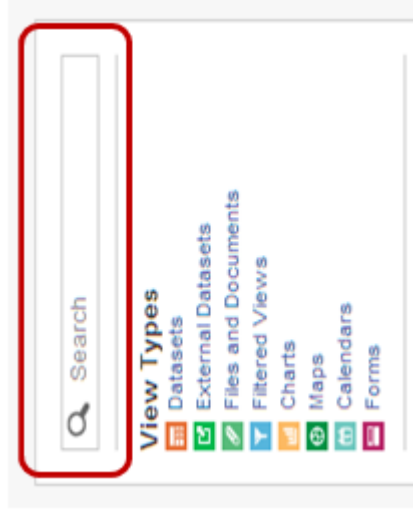 Search
View Types
Datasets
External Datasets
Files and Documents
Filtered Views
Charts
Maps
Calendars
Forms